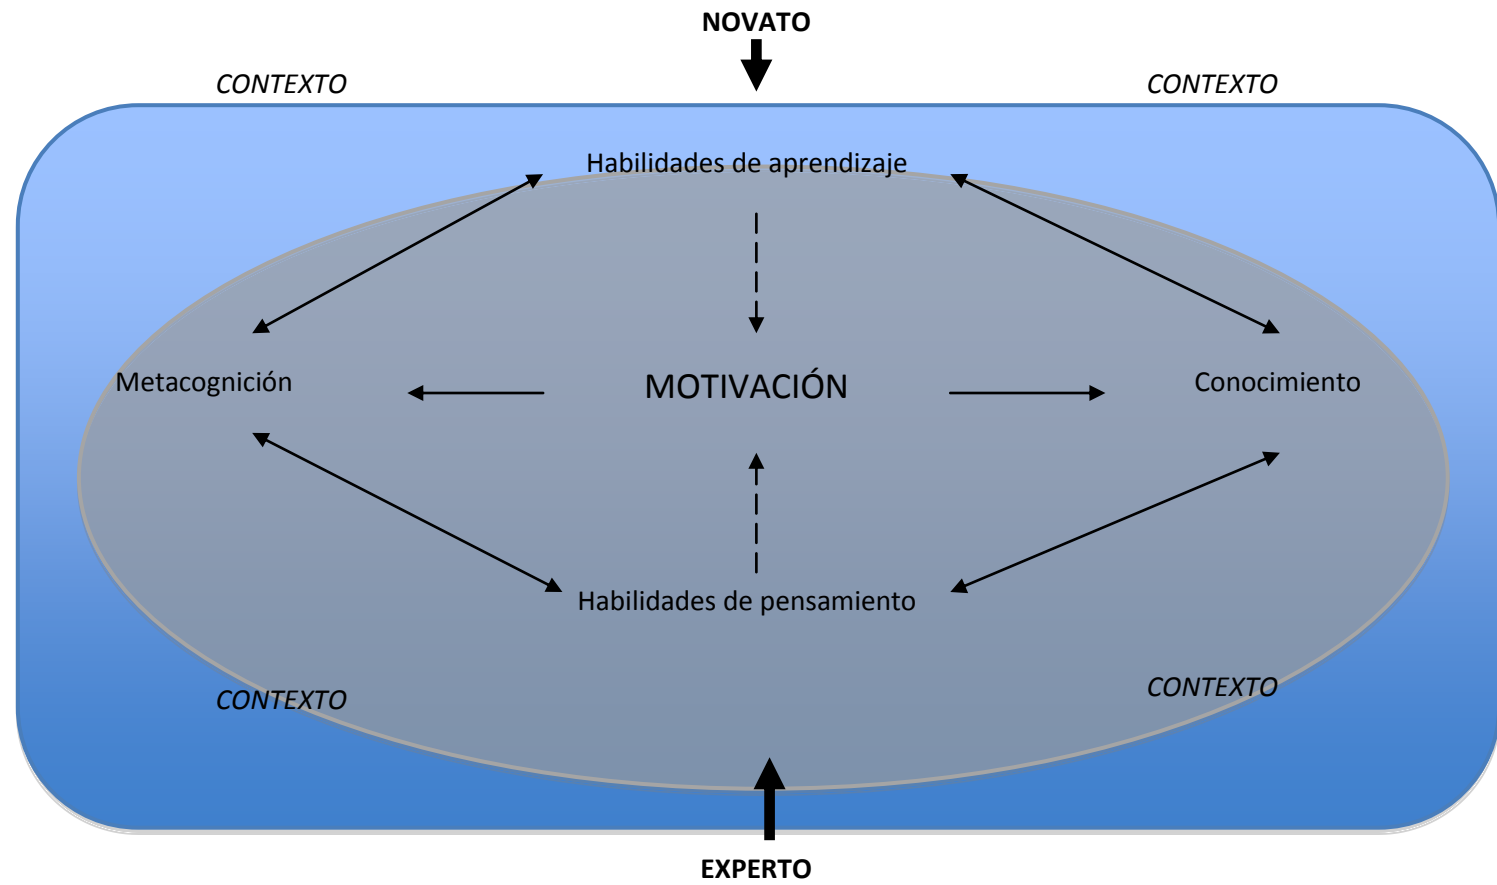 NOVATO
CONTEXTO
CONTEXTO
Habilidades de aprendizaje
Metacognición
MOTIVACIÓN
Conocimiento
Habilidades de pensamiento
CONTEXTO
CONTEXTO
EXPERTO